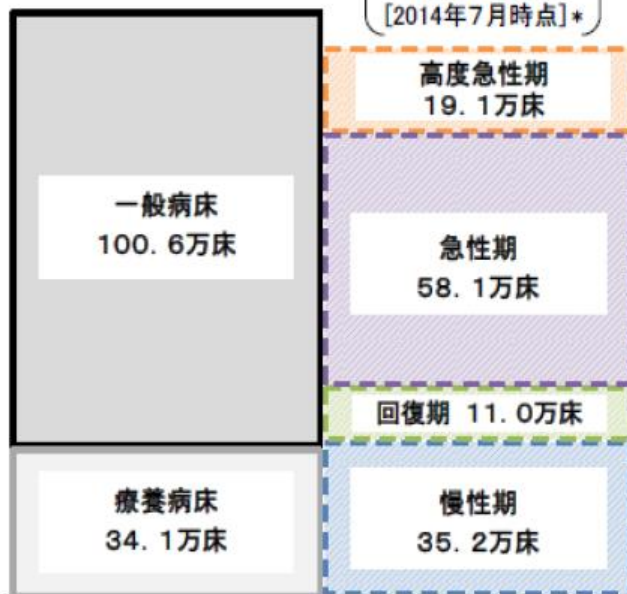 [2014年7月時点]*
高度急性期
19.1万床
一般病床
100.6万床
急性期
58.1万床
回復期 11.0万床
療養病床
34.1万床
慢性期
35.2万床